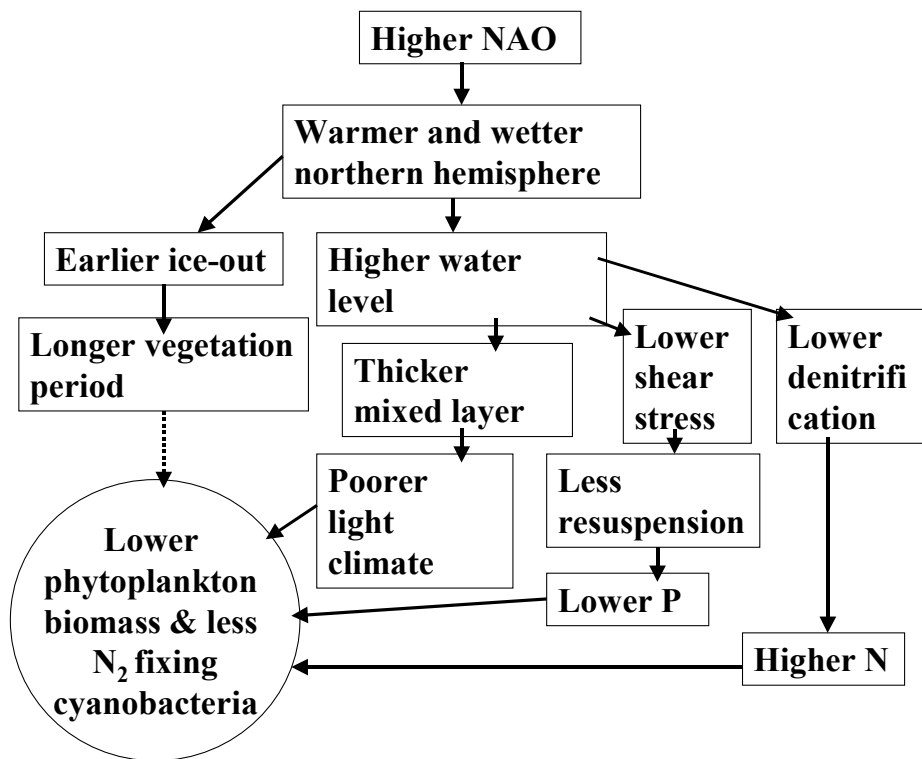 Higher NAO
Warmer and wetter
northern hemisphere
Earlier ice-out
Higher water
level
Longer vegetation
period
Thicker
mixed layer
Lower
shear
stress
Lower
denitrifi
cation
Poorer
light
climate
Less
resuspension
Lower P
Higher N
Lower
phytoplankton
biomass & less
N₂ fixing
cyanobacteria